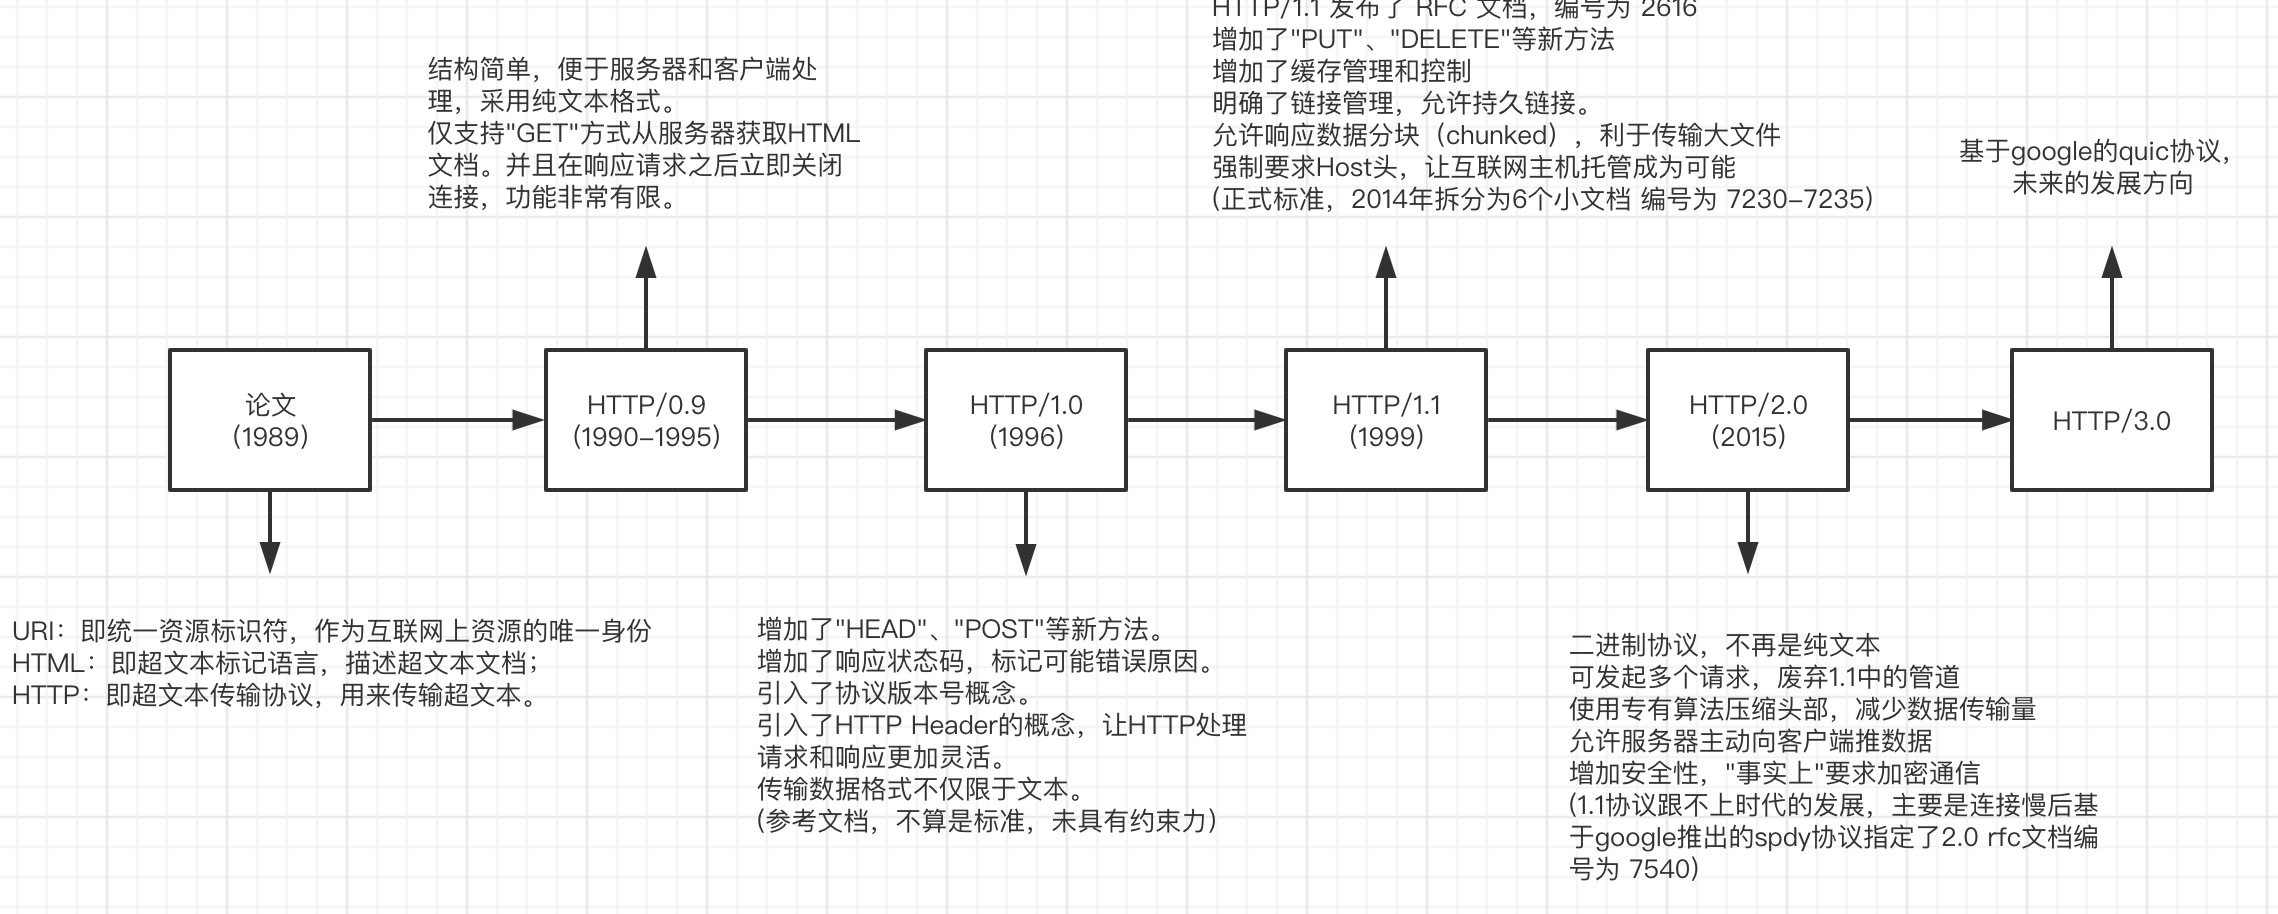 HTTP/1.1 发布了 RFC 文档，编号为 2616
增加了"PUT"、"DELETE"等新方法
增加了缓存管理和控制
明确了链接管理，允许持久链接。
允许响应数据分块（chunked），利于传输大文件
强制要求Host头，让互联网主机托管成为可能
(正式标准，2014年拆分为6个小文档 编号为 7230-7235)
结构简单，便于服务器和客户端处
理，采用纯文本格式。
仅支持"GET"方式从服务器获取HTML
文档。并且在响应请求之后立即关闭
连接，功能非常有限。
基于google的quic协议，
未来的发展方向
论文
(1989)
HTTP/0.9
(1990-1995)
HTTP/1.0
(1996)
HTTP/1.1
(1999)
HTTP/2.0
(2015)
HTTP/3.0
URI：即统一资源标识符，作为互联网上资源的唯一身份
HTML：即超文本标记语言，描述超文本文档；
HTTP：即超文本传输协议，用来传输超文本。
增加了"HEAD"、"POST"等新方法。
增加了响应状态码，标记可能错误原因。
引入了协议版本号概念。
引入了HTTP Header的概念，让HTTP处理
请求和响应更加灵活。
传输数据格式不仅限于文本。
(参考文档，不算是标准，未具有约束力)
二进制协议，不再是纯文本
可发起多个请求，废弃1.1中的管道
使用专有算法压缩头部，减少数据传输量
允许服务器主动向客户端推数据
增加安全性，"事实上"要求加密通信
(1.1协议跟不上时代的发展，主要是连接慢后基
于google推出的spdy协议指定了2.0 rfc文档编
号为 7540)